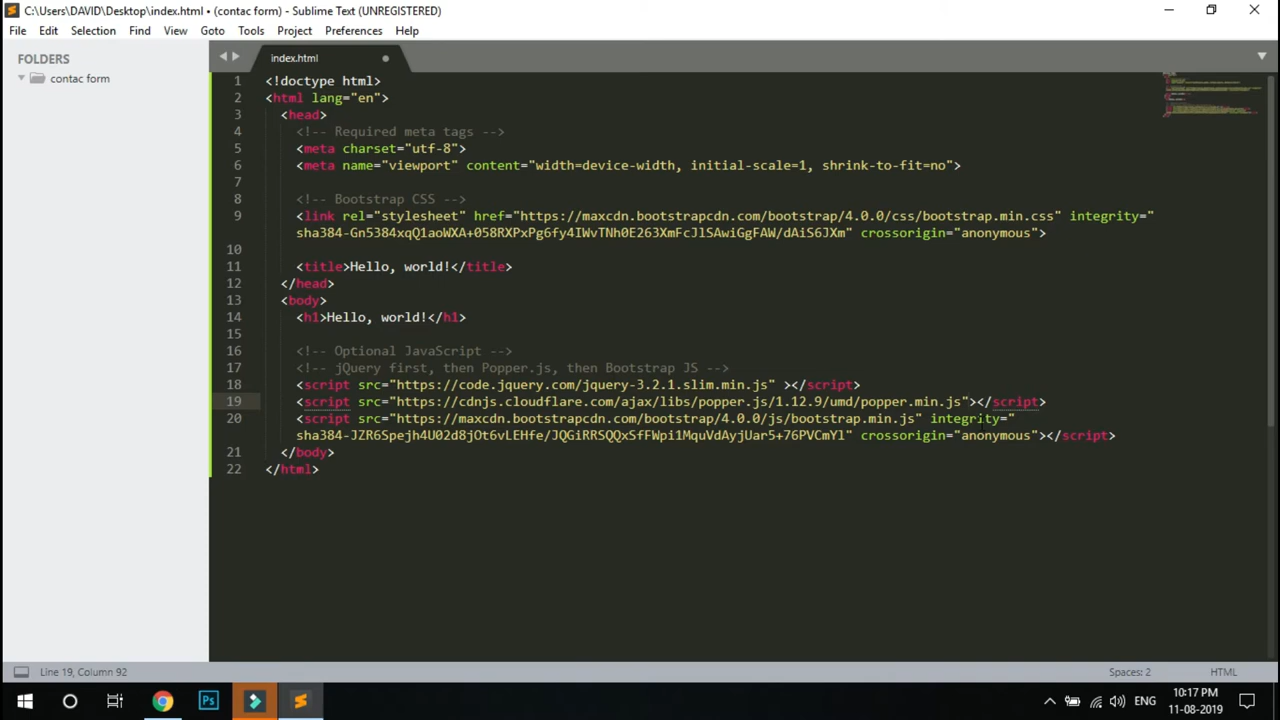 C:\Users\DAVID\Desktop\index.html • (contac form) - Sublime Text (UNREGISTERED)
File Edit Selection Find View Goto Tools Project Preferences Help
FOLDERS
contac form
index.html
1 <!doctype html>
2 <html lang="en">
3 <head>
4 <!-- Required meta tags -->
5 <meta charset="utf-8">
6 <meta name="viewport" content="width=device-width, initial-scale=1, shrink-to-fit=no">
7
8 <!-- Bootstrap CSS -->
9 <link rel="stylesheet" href="https://maxcdn.bootstrapcdn.com/bootstrap/4.0.0/css/bootstrap.min.css" integrity="
sha384-Gn5384xqQ1aoWXA+058RXPxPg6fy4IWvTNh0E263XmFcJlSAwiGgFAW/dAiS6JXm" crossorigin="anonymous">
10
11 <title>Hello, world!</title>
12 </head>
13 <body>
14 <h1>Hello, world!</h1>
15
16 <!-- Optional JavaScript -->
17 <!-- jQuery first, then Popper.js, then Bootstrap JS -->
18 <script src="https://code.jquery.com/jquery-3.2.1.slim.min.js" ></script>
19 <script src="https://cdnjs.cloudflare.com/ajax/libs/popper.js/1.12.9/umd/popper.min.js"></script>
20 <script src="https://maxcdn.bootstrapcdn.com/bootstrap/4.0.0/js/bootstrap.min.js" integrity="
sha384-JZR6Spejh4U02d8jOt6vLEHfe/JQGiRRSQQxSfFWpi1MquVdAyjUar5+76PVCmYl" crossorigin="anonymous"></script>
21 </body>
22 </html>
Line 19, Column 92
Spaces: 2
HTML
Ps
ENG
10:17 PM
11-08-2019